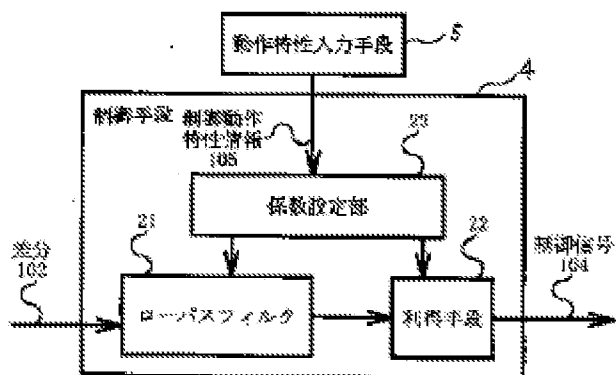 動作特性入力手段
5
4
制御手段
制御動作
特性情報
105
23
係数設定部
21
22
差分
103
ローパスフィルタ
利得手段
制御信号
104